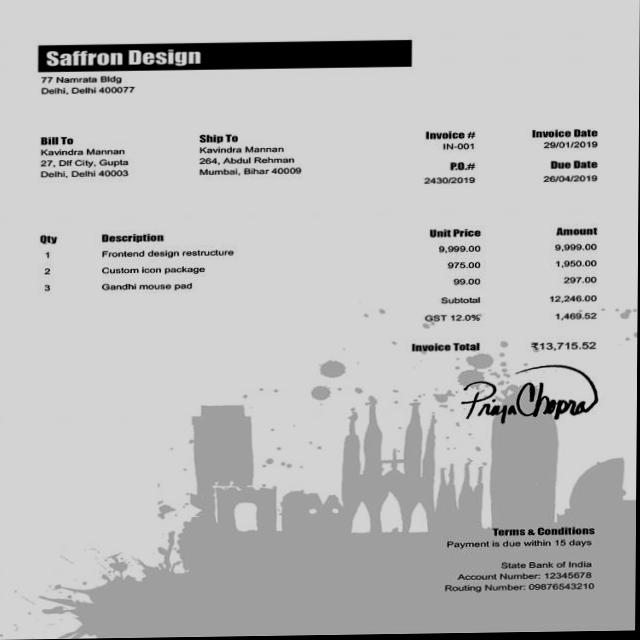 Saffron Design
77 Namrata Bldg
Delhi, Delhi 400077
Bill To
Kavindra Mannan
27, Dlf City, Gupta
Delhi, Delhi 40003
Ship To
Kavindra Mannan
264, Abdul Rehman
Mumbai, Bihar 40009
Invoice # Invoice Date
IN-001 29/01/2019
P.O.# Due Date
2430/2019 26/04/2019
Qty Description Unit Price Amount
1 Frontend design restructure 9,999.00 9,999.00
2 Custom icon package 975.00 1,950.00
3 Gandhi mouse pad 99.00 297.00
Subtotal 12,246.00
GST 12.0% 1,469.52
Invoice Total ₹13,715.52
Priya Chopra
Terms & Conditions
Payment is due within 15 days
State Bank of India
Account Number: 12345678
Routing Number: 09876543210